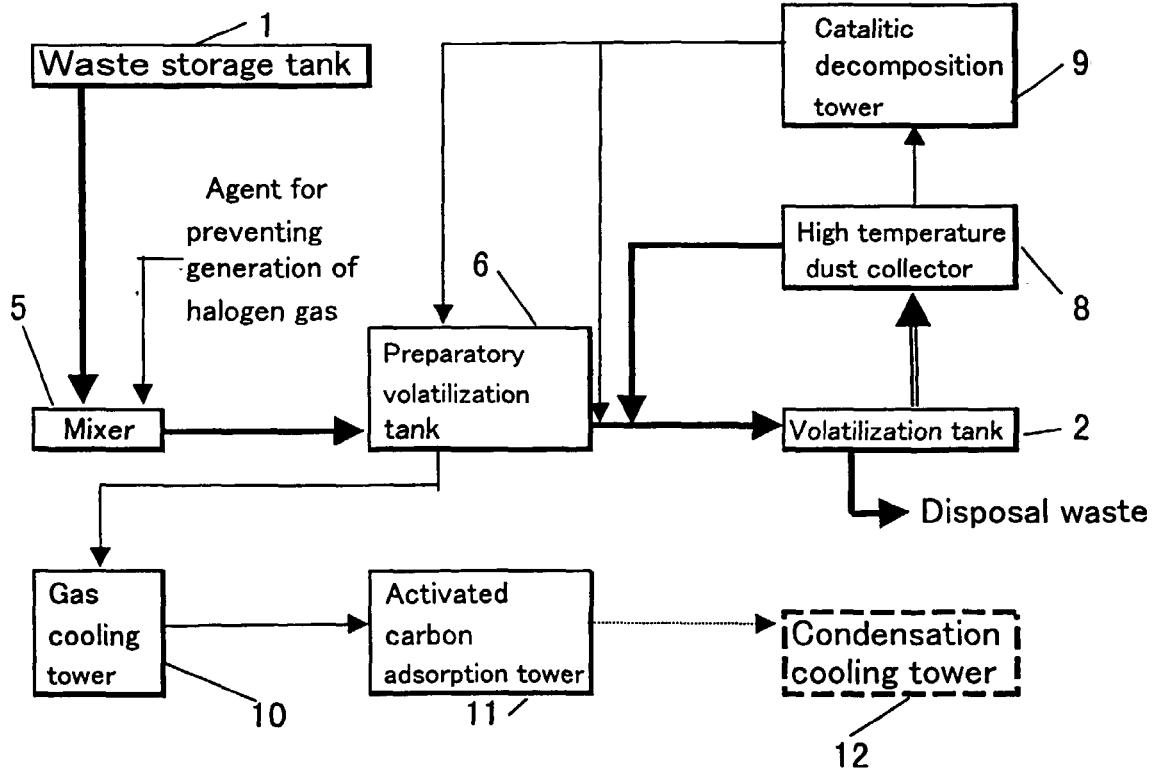 1
Waste storage tank
Catalitic
decomposition
tower
9
Agent for
preventing
generation of
halogen gas
High temperature
dust collector
8
5
6
Mixer
Preparatory
volatilization
tank
Volatilization tank
2
Disposal waste
Gas
cooling
tower
10
Activated
carbon
adsorption tower
11
Condensation
cooling tower
12